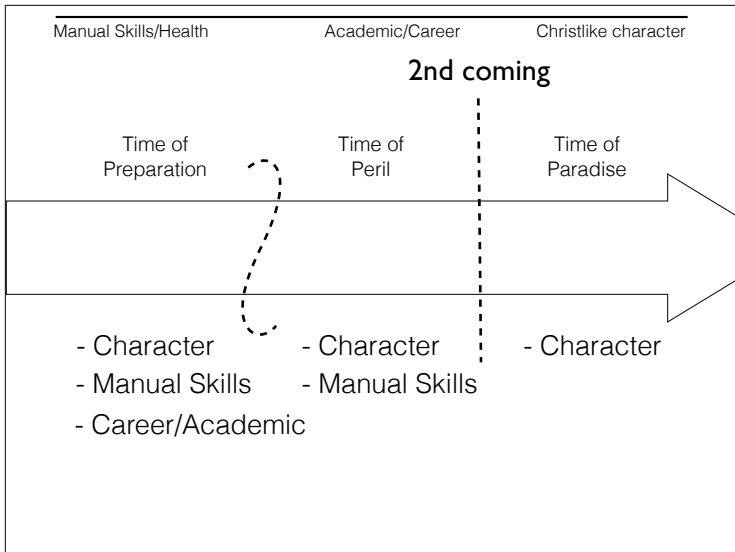 Manual Skills/Health Academic/Career Christlike character
2nd coming
Time of
Preparation
Time of
Peril
Time of
Paradise
- Character
- Manual Skills
- Career/Academic
- Character
- Manual Skills
- Character